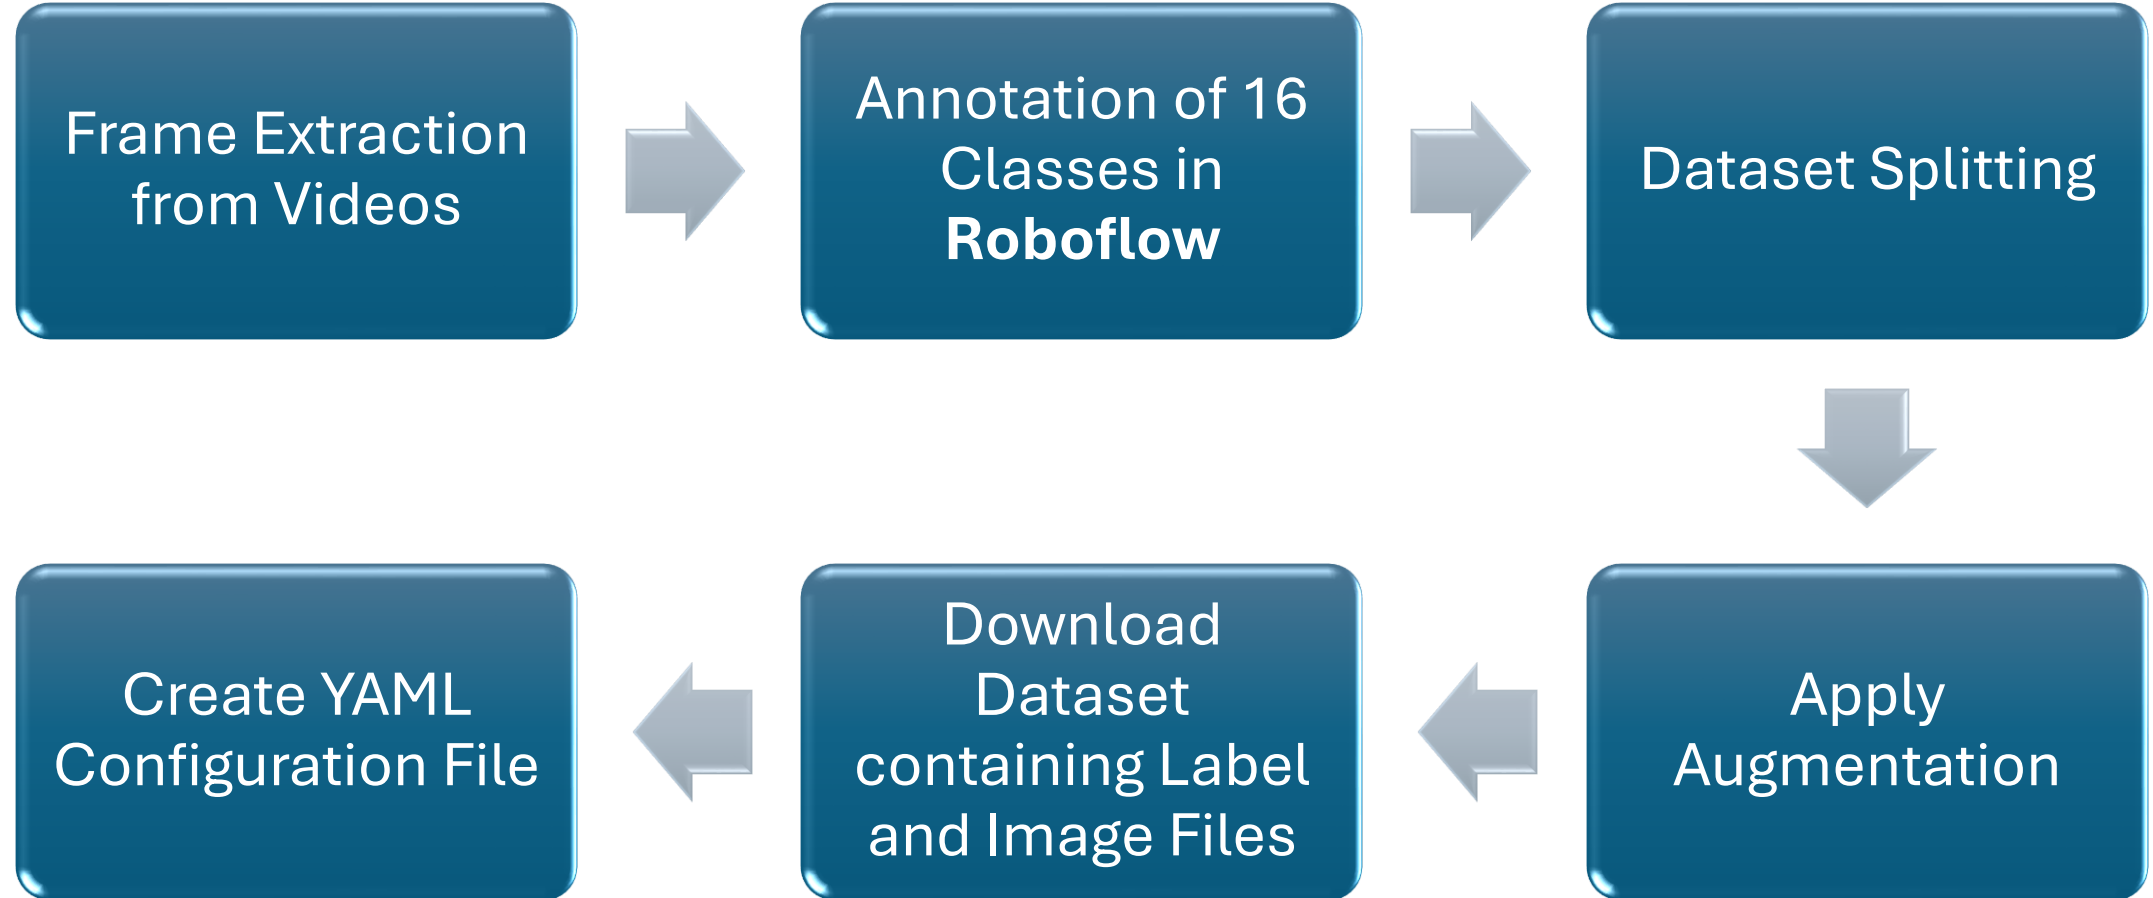 Frame Extraction
from Videos
Annotation of 16
Classes in
Roboflow
Dataset Splitting
Apply
Augmentation
Download
Dataset
containing Label
and Image Files
Create YAML
Configuration File